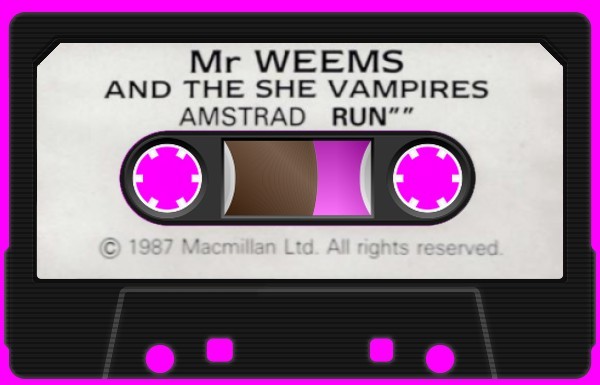 Mr WEEMS
AND THE SHE VAMPIRES
AMSTRAD RUN""
© 1987 Macmillan Ltd. All rights reserved.